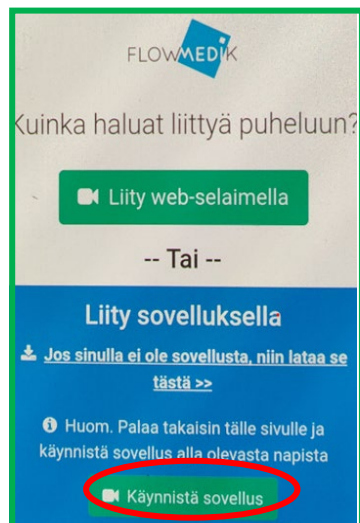 FLOWMEDIK
Kuinka haluat liittyä puheluun?
Liity web-selaimella
-- Tai --
Liity sovelluksella
Jos sinulla ei ole sovellusta, niin lataa se
tästä >>
Huom. Palaa takaisin tälle sivulle ja
käynnistä sovellus alla olevasta napista
Käynnistä sovellus